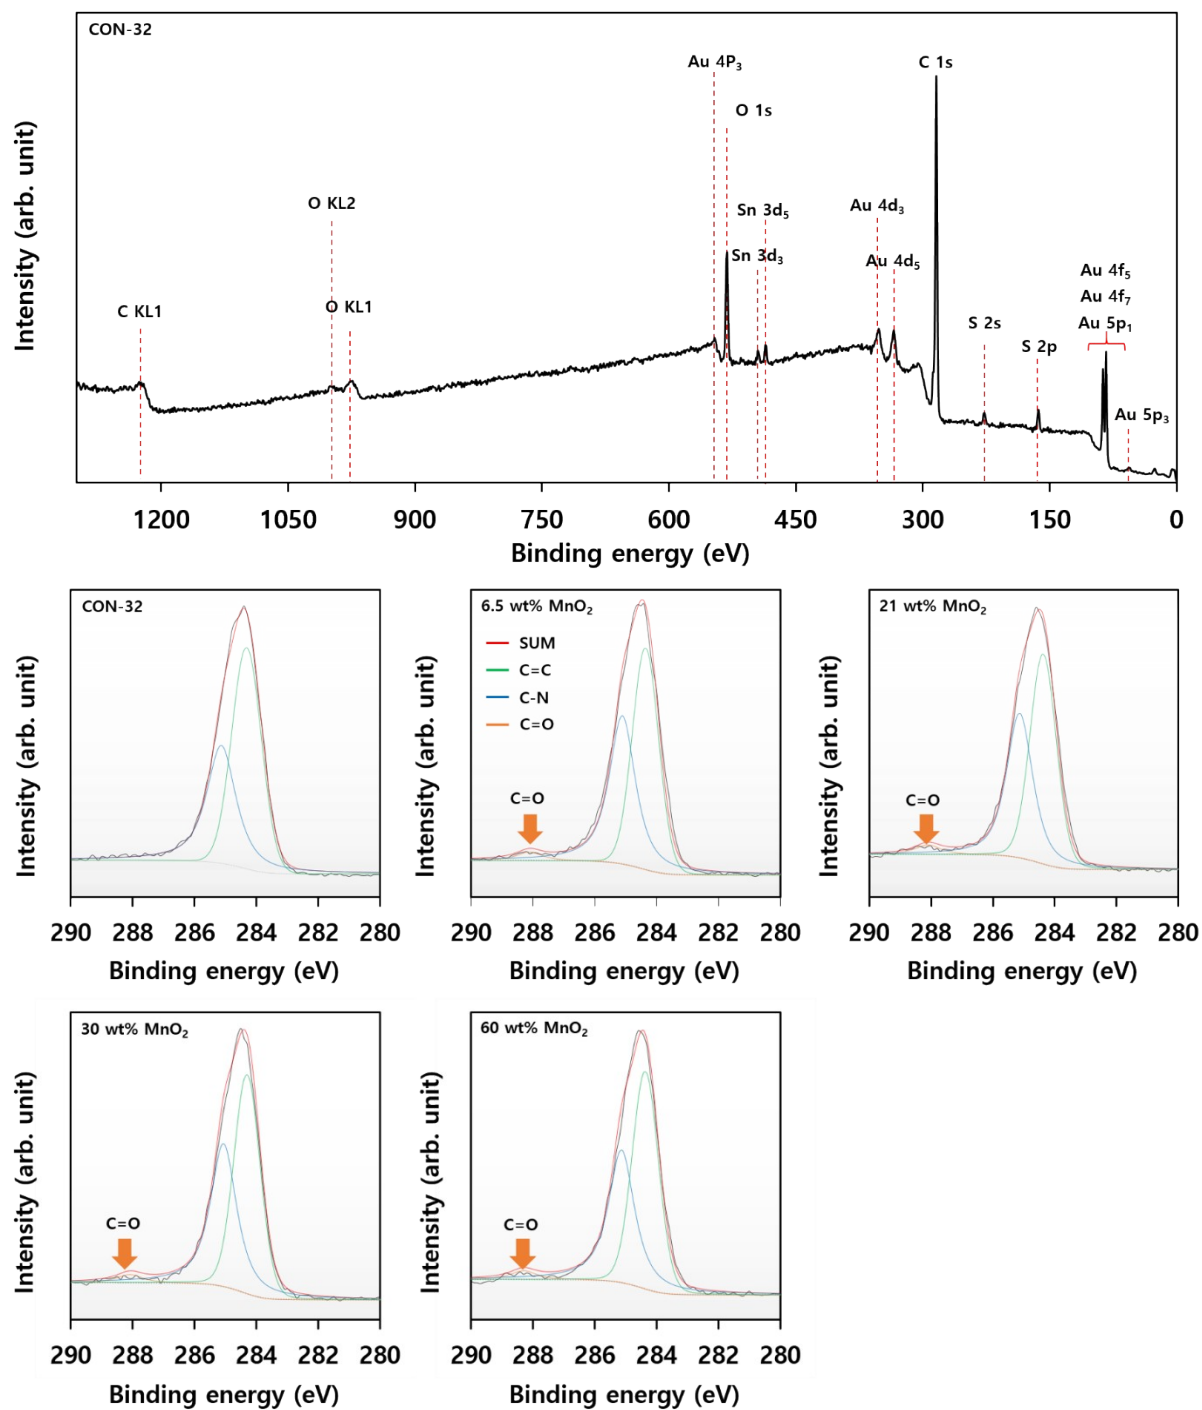 CON-32
Au 4P₃
C 1s
O 1s
O KL2
Sn 3d₅
Au 4d₃
Sn 3d₃
Au 4d₅
Au 4f₅
Au 4f₇
C KL1
O KL1
S 2s
Au 5p₁
S 2p
Au 5p₃
Intensity (arb. unit)
1200 1050 900 750 600 450 300 150 0
Binding energy (eV)
CON-32
Intensity (arb. unit)
290 288 286 284 282 280
Binding energy (eV)
6.5 wt% MnO₂
SUM
C=C
C-N
C=O
C=O
Intensity (arb. unit)
290 288 286 284 282 280
Binding energy (eV)
21 wt% MnO₂
C=O
Intensity (arb. unit)
290 288 286 284 282 280
Binding energy (eV)
30 wt% MnO₂
C=O
Intensity (arb. unit)
290 288 286 284 282 280
Binding energy (eV)
60 wt% MnO₂
C=O
Intensity (arb. unit)
290 288 286 284 282 280
Binding energy (eV)